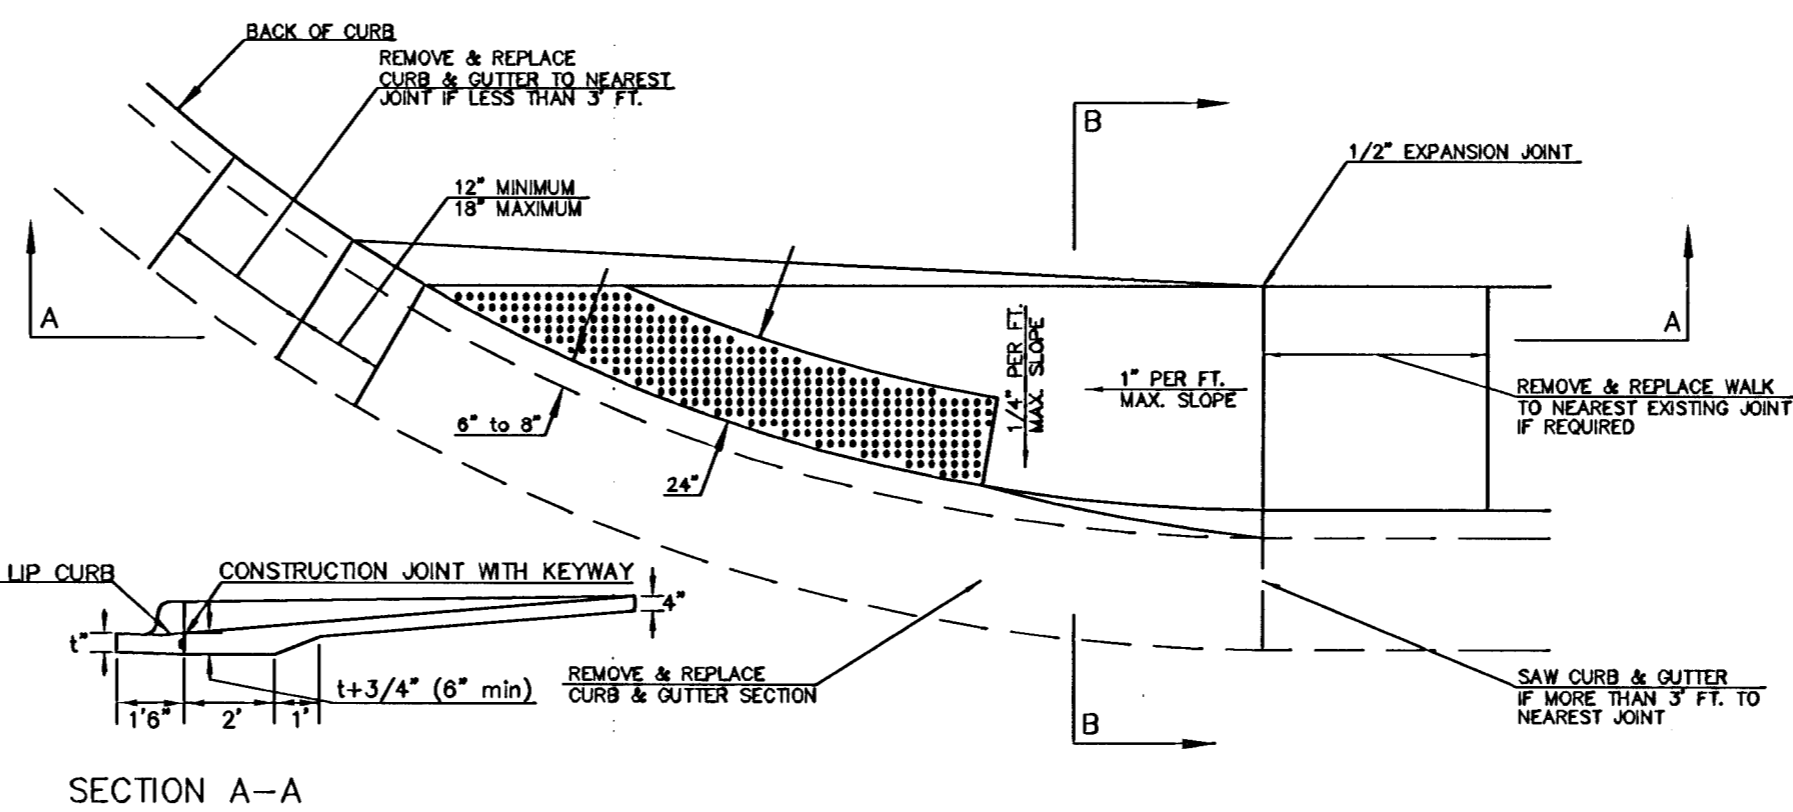 BACK OF CURB
REMOVE & REPLACE
CURB & GUTTER TO NEAREST
JOINT IF LESS THAN 3' FT.
B
1/2" EXPANSION JOINT
12" MINIMUM
18" MAXIMUM
A
A
1/4" PER FT.
MAX. SLOPE
1" PER FT.
MAX. SLOPE
REMOVE & REPLACE WALK
TO NEAREST EXISTING JOINT
IF REQUIRED
6" to 8"
24"
LIP CURB
CONSTRUCTION JOINT WITH KEYWAY
4"
t"
t+3/4" (6" min)
1'6"
2'
1'
REMOVE & REPLACE
CURB & GUTTER SECTION
SAW CURB & GUTTER
IF MORE THAN 3' FT. TO
NEAREST JOINT
B
SECTION A-A